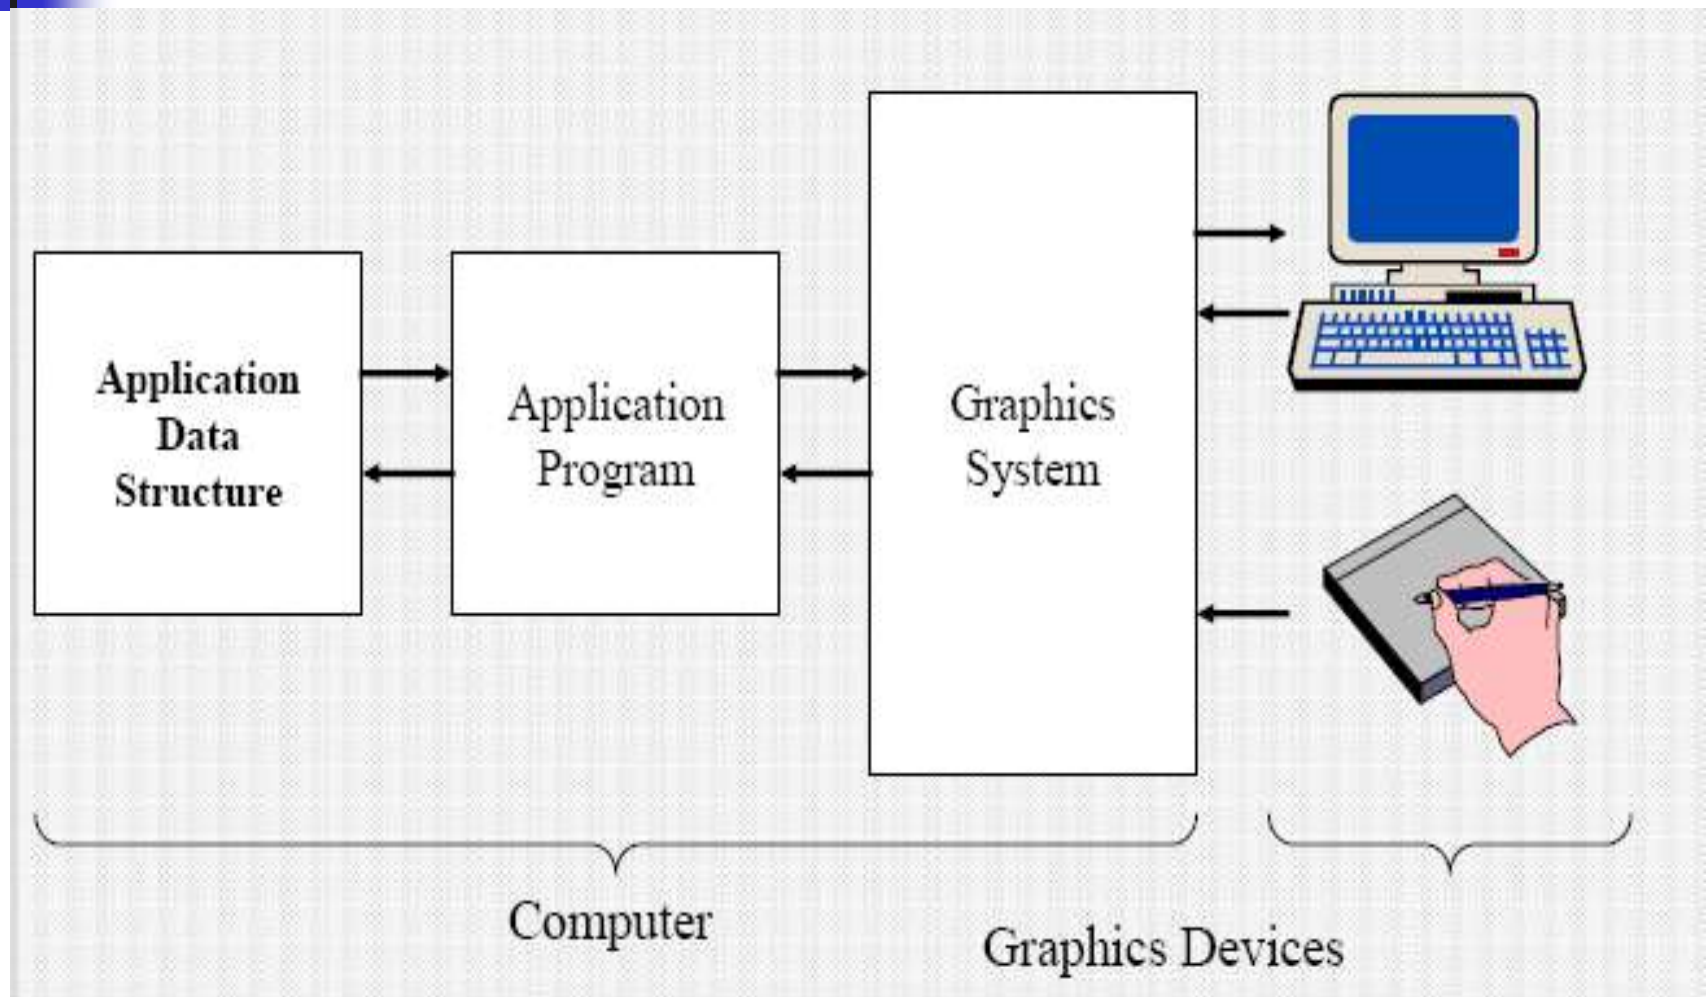 Application
Data
Structure
Application
Program
Graphics
System
Computer
Graphics Devices